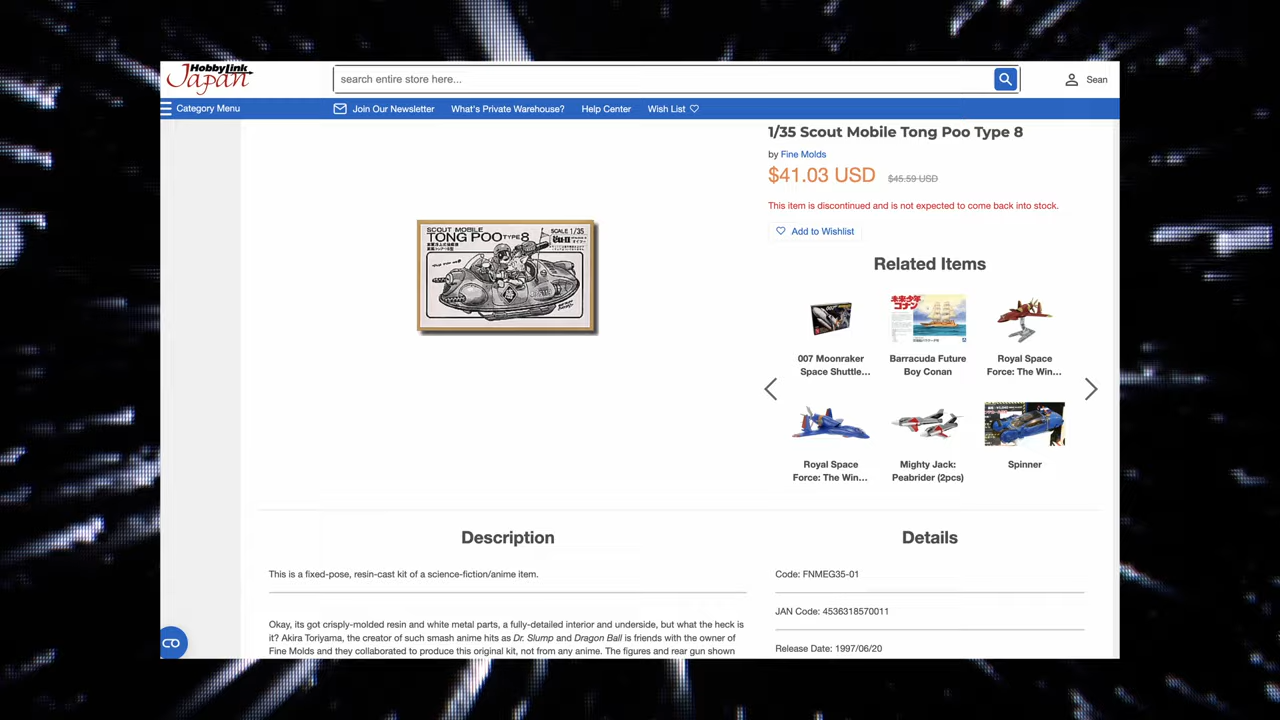 HobbyLink
Japan
search entire store here...
Sean
Category Menu
Join Our Newsletter
What's Private Warehouse?
Help Center
Wish List
1/35 Scout Mobile Tong Poo Type 8
by Fine Molds
$41.03 USD $45.59 USD
This item is discontinued and is not expected to come back into stock.
Add to Wishlist
SCOUT MOBILE
TONG POO TYPE 8
SCALE 1/35
Related Items
未来少年
コナン
007 Moonraker
Space Shuttle...
Barracuda Future
Boy Conan
Royal Space
Force: The Win...
Royal Space
Force: The Win...
Mighty Jack:
Peabrider (2pcs)
Spinner
Description
This is a fixed-pose, resin-cast kit of a science-fiction/anime item.
Okay, its got crisply-molded resin and white metal parts, a fully-detailed interior and underside, but what the heck is
it? Akira Toriyama, the creator of such smash anime hits as Dr. Slump and Dragon Ball is friends with the owner of
Fine Molds and they collaborated to produce this original kit, not from any anime. The figures and rear gun shown
Details
Code: FNMEG35-01
JAN Code: 4536318570011
Release Date: 1997/06/20